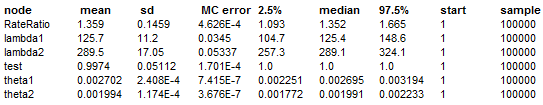 node mean sd MC error 2.5% median 97.5% start sample
RateRatio 1.359 0.1459 4.626E-4 1.093 1.352 1.665 1 100000
lambda1 125.7 11.2 0.0345 104.7 125.4 148.6 1 100000
lambda2 289.5 17.05 0.05337 257.3 289.1 324.1 1 100000
test 0.9974 0.05112 1.701E-4 1.0 1.0 1.0 1 100000
theta1 0.002702 2.408E-4 7.415E-7 0.002251 0.002695 0.003194 1 100000
theta2 0.001994 1.174E-4 3.676E-7 0.001772 0.001991 0.002233 1 100000